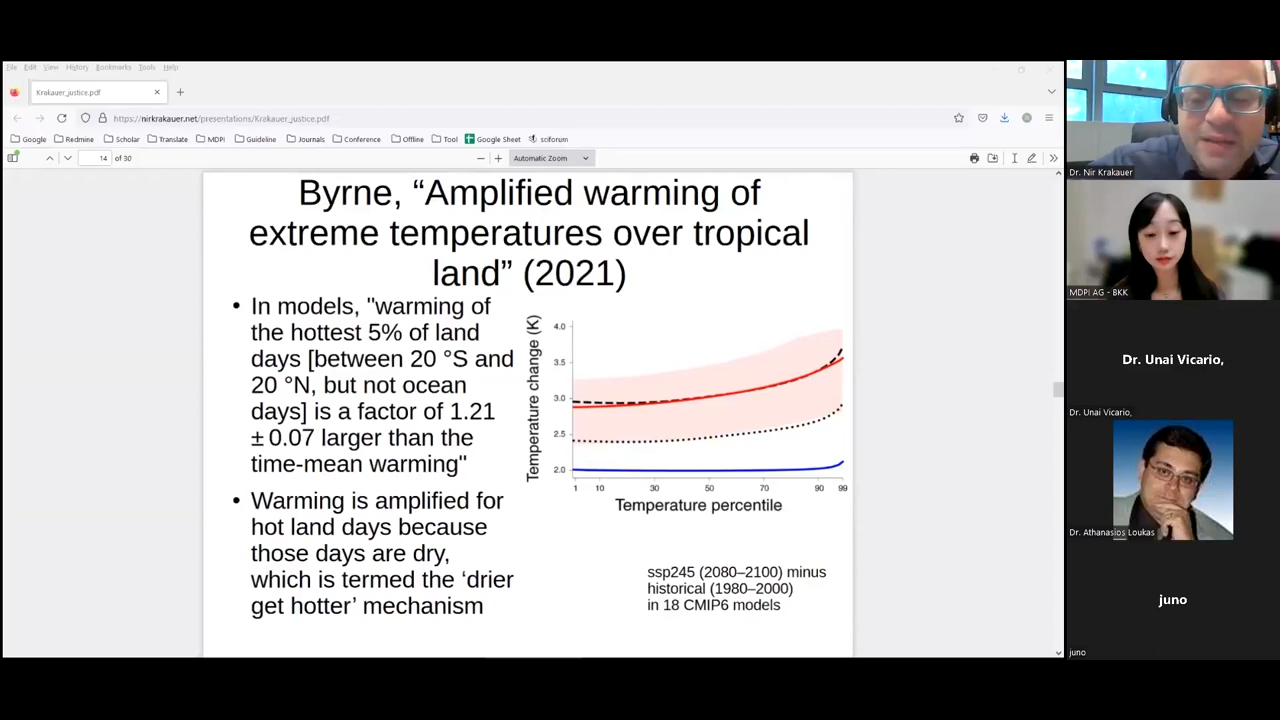 File Edit View History Bookmarks Tools Help
Krakauer_justice.pdf
https://nirkrakauer.net/presentations/Krakauer_justice.pdf
Google Redmine Scholar Translate MDPI Guideline Journals Conference Offline Tool Google Sheet sciforum
14 of 30 Automatic Zoom
Byrne, “Amplified warming of
extreme temperatures over tropical
land” (2021)
• In models, "warming of
the hottest 5% of land
days [between 20 °S and
20 °N, but not ocean
days] is a factor of 1.21
± 0.07 larger than the
time-mean warming"
• Warming is amplified for
hot land days because
those days are dry,
which is termed the ‘drier
get hotter’ mechanism
Temperature change (K)
4.0
3.5
3.0
2.5
2.0
1 10 30 50 70 90 99
Temperature percentile
ssp245 (2080–2100) minus
historical (1980–2000)
in 18 CMIP6 models
Dr. Nir Krakauer
MDPI AG - BKK
Dr. Unai Vicario,
Dr. Unai Vicario,
Dr. Athanasios Loukas
juno
juno